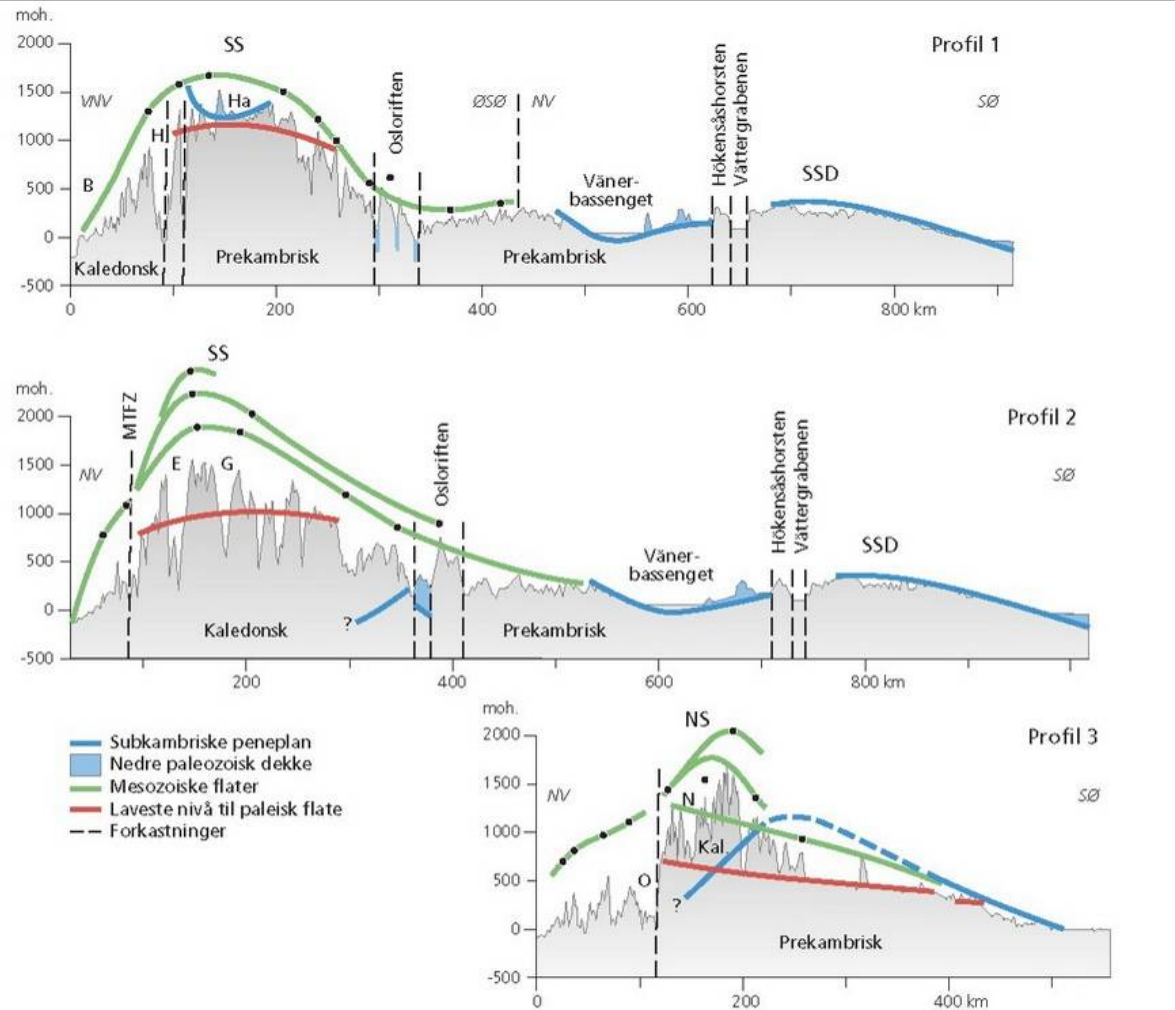 moh.
2000
1500
1000
500
0
-500
SS
Profil 1
VNV
ØSØ
NV
SØ
Ha
H
B
Osloriften
Väner-
bassenget
Hökensåshorsten
Vättergrabenen
SSD
Kaledonsk
Prekambrisk
Prekambrisk
0
200
400
600
800 km
SS
moh.
2000
1500
1000
500
0
-500
MTFZ
Profil 2
NV
SØ
E
G
Osloriften
Väner-
bassenget
Hökensåshorsten
Vättergrabenen
SSD
?
Kaledonsk
Prekambrisk
200
400
600
800 km
Subkambriske peneplan
Nedre paleozoisk dekke
Mesozoiske flater
Laveste nivå til paleisk flate
Forkastninger
moh.
2000
1500
1000
500
0
-500
NS
Profil 3
NV
SØ
N
Kal.
O
?
Prekambrisk
0
200
400 km